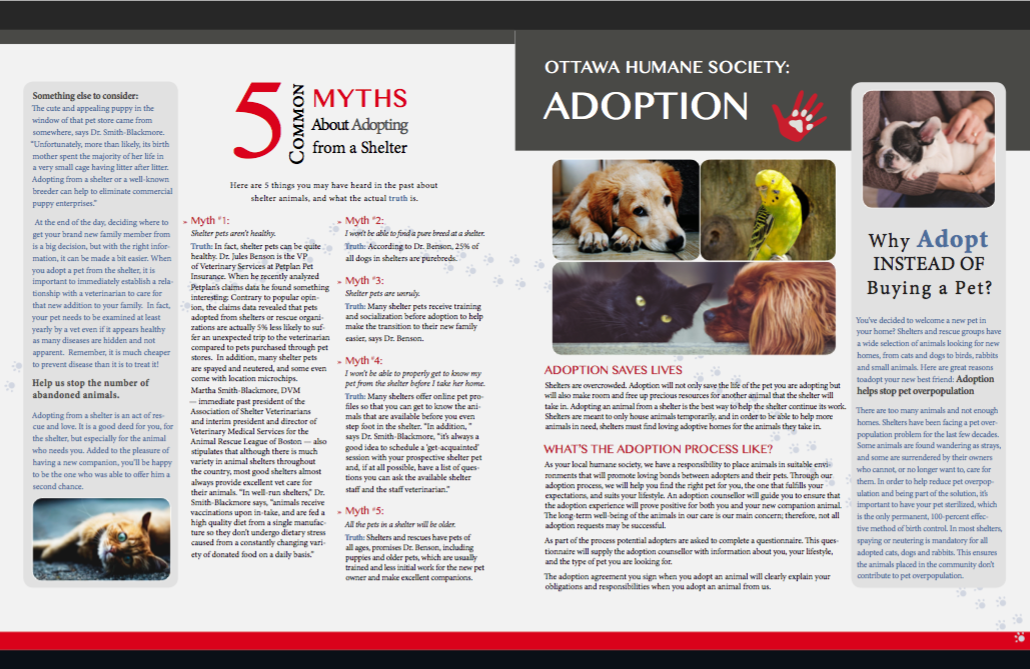 Something else to consider:
The cute and appealing puppy in the
window of that pet store came from
somewhere, says Dr. Smith-Blackmore.
"Unfortunately, more than likely, its birth
mother spent the majority of her life in
a very small cage having litter after litter.
Adopting from a shelter or a well-known
breeder can help to eliminate commercial
puppy enterprises."
At the end of the day, deciding where to
get your brand new family member from
is a big decision, but with the right infor-
mation, it can be made a bit easier. When
you adopt a pet from the shelter, it is
important to immediately establish a rela-
tionship with a veterinarian to care for
that new addition to your family. In fact,
your pet needs to be examined at least
yearly by a vet even if it appears healthy
as many diseases are hidden and not
apparent. Remember, it is much cheaper
to prevent disease than it is to treat it!
Help us stop the number of
abandoned animals.
Adopting from a shelter is an act of res-
cue and love. It is a good deed for you, for
the shelter, but especially for the animal
who needs you. Added to the pleasure of
having a new companion, you'll be happy
to be the one who was able to offer him a
second chance.
5 COMMON MYTHS
About Adopting
from a Shelter
Here are 5 things you may have heard in the past about
shelter animals, and what the actual truth is.
Myth #1:
Shelter pets aren't healthy.
Truth: In fact, shelter pets can be quite
healthy. Dr. Jules Benson is the VP
of Veterinary Services at Petplan Pet
Insurance. When he recently analyzed
Petplan's claims data he found something
interesting: Contrary to popular opin-
ion, the claims data revealed that pets
adopted from shelters or rescue organi-
zations are actually 5% less likely to suf-
fer an unexpected trip to the veterinarian
compared to pets purchased through pet
stores. In addition, many shelter pets
are spayed and neutered, and some even
come with location microchips.
Martha Smith-Blackmore, DVM
— immediate past president of the
Association of Shelter Veterinarians
and interim president and director of
Veterinary Medical Services for the
Animal Rescue League of Boston — also
stipulates that although there is much
variety in animal shelters throughout
the country, most good shelters almost
always provide excellent vet care for
their animals. "In well-run shelters," Dr.
Smith-Blackmore says, "animals receive
vaccinations upon in-take, and are fed a
high quality diet from a single manufac-
ture so they don't undergo dietary stress
caused from a constantly changing vari-
ety of donated food on a daily basis."
Myth #2:
I won't be able to find a pure breed at a shelter.
Truth: According to Dr. Benson, 25% of
all dogs in shelters are purebreds.
Myth #3:
Shelter pets are unruly.
Truth: Many shelter pets receive training
and socialization before adoption to help
make the transition to their new family
easier, says Dr. Benson.
Myth #4:
I won't be able to properly get to know my
pet from the shelter before I take her home.
Truth: Many shelters offer online pet pro-
files so that you can get to know the ani-
mals that are available before you even
step foot in the shelter. "In addition, "
says Dr. Smith-Blackmore, "it's always a
good idea to schedule a 'get-acquainted'
session with your prospective shelter pet
and, if at all possible, have a list of ques-
tions you can ask the available shelter
staff and the staff veterinarian."
Myth #5:
All the pets in a shelter will be older.
Truth: Shelters and rescues have pets of
all ages, promises Dr. Benson, including
puppies and older pets, which are usually
trained and less initial work for the new pet
owner and make excellent companions.
OTTAWA HUMANE SOCIETY:
ADOPTION
ADOPTION SAVES LIVES
Shelters are overcrowded. Adoption will not only save the life of the pet you are adopting but
will also make room and free up precious resources for another animal that the shelter will
take in. Adopting an animal from a shelter is the best way to help the shelter continue its work.
Shelters are meant to only house animals temporarily, and in order to be able to help more
animals in need, shelters must find loving adoptive homes for the animals they take in.
WHAT'S THE ADOPTION PROCESS LIKE?
As your local humane society, we have a responsibility to place animals in suitable envi-
ronments that will promote loving bonds between adopters and their pets. Through our
adoption process, we will help you find the right pet for you, the one that fulfills your
expectations, and suits your lifestyle. An adoption counsellor will guide you to ensure that
the adoption experience will prove positive for both you and your new companion animal.
The long-term well-being of the animals in our care is our main concern; therefore, not all
adoption requests may be successful.
As part of the process potential adopters are asked to complete a questionnaire. This ques-
tionnaire will supply the adoption counsellor with information about you, your lifestyle,
and the type of pet you are looking for.
The adoption agreement you sign when you adopt an animal will clearly explain your
obligations and responsibilities when you adopt an animal from us.
Why Adopt
INSTEAD OF
Buying a Pet?
You've decided to welcome a new pet in
your home? Shelters and rescue groups have
a wide selection of animals looking for new
homes, from cats and dogs to birds, rabbits
and small animals. Here are great reasons
toadopt your new best friend: Adoption
helps stop pet overpopulation
There are too many animals and not enough
homes. Shelters have been facing a pet over-
population problem for the last few decades.
Some animals are found wandering as strays,
and some are surrendered by their owners
who cannot, or no longer want to, care for
them. In order to help reduce pet overpop-
ulation and being part of the solution, it's
important to have your pet sterilized, which
is the only permanent, 100-percent effec-
tive method of birth control. In most shelters,
spaying or neutering is mandatory for all
adopted cats, dogs and rabbits. This ensures
the animals placed in the community don't
contribute to pet overpopulation.